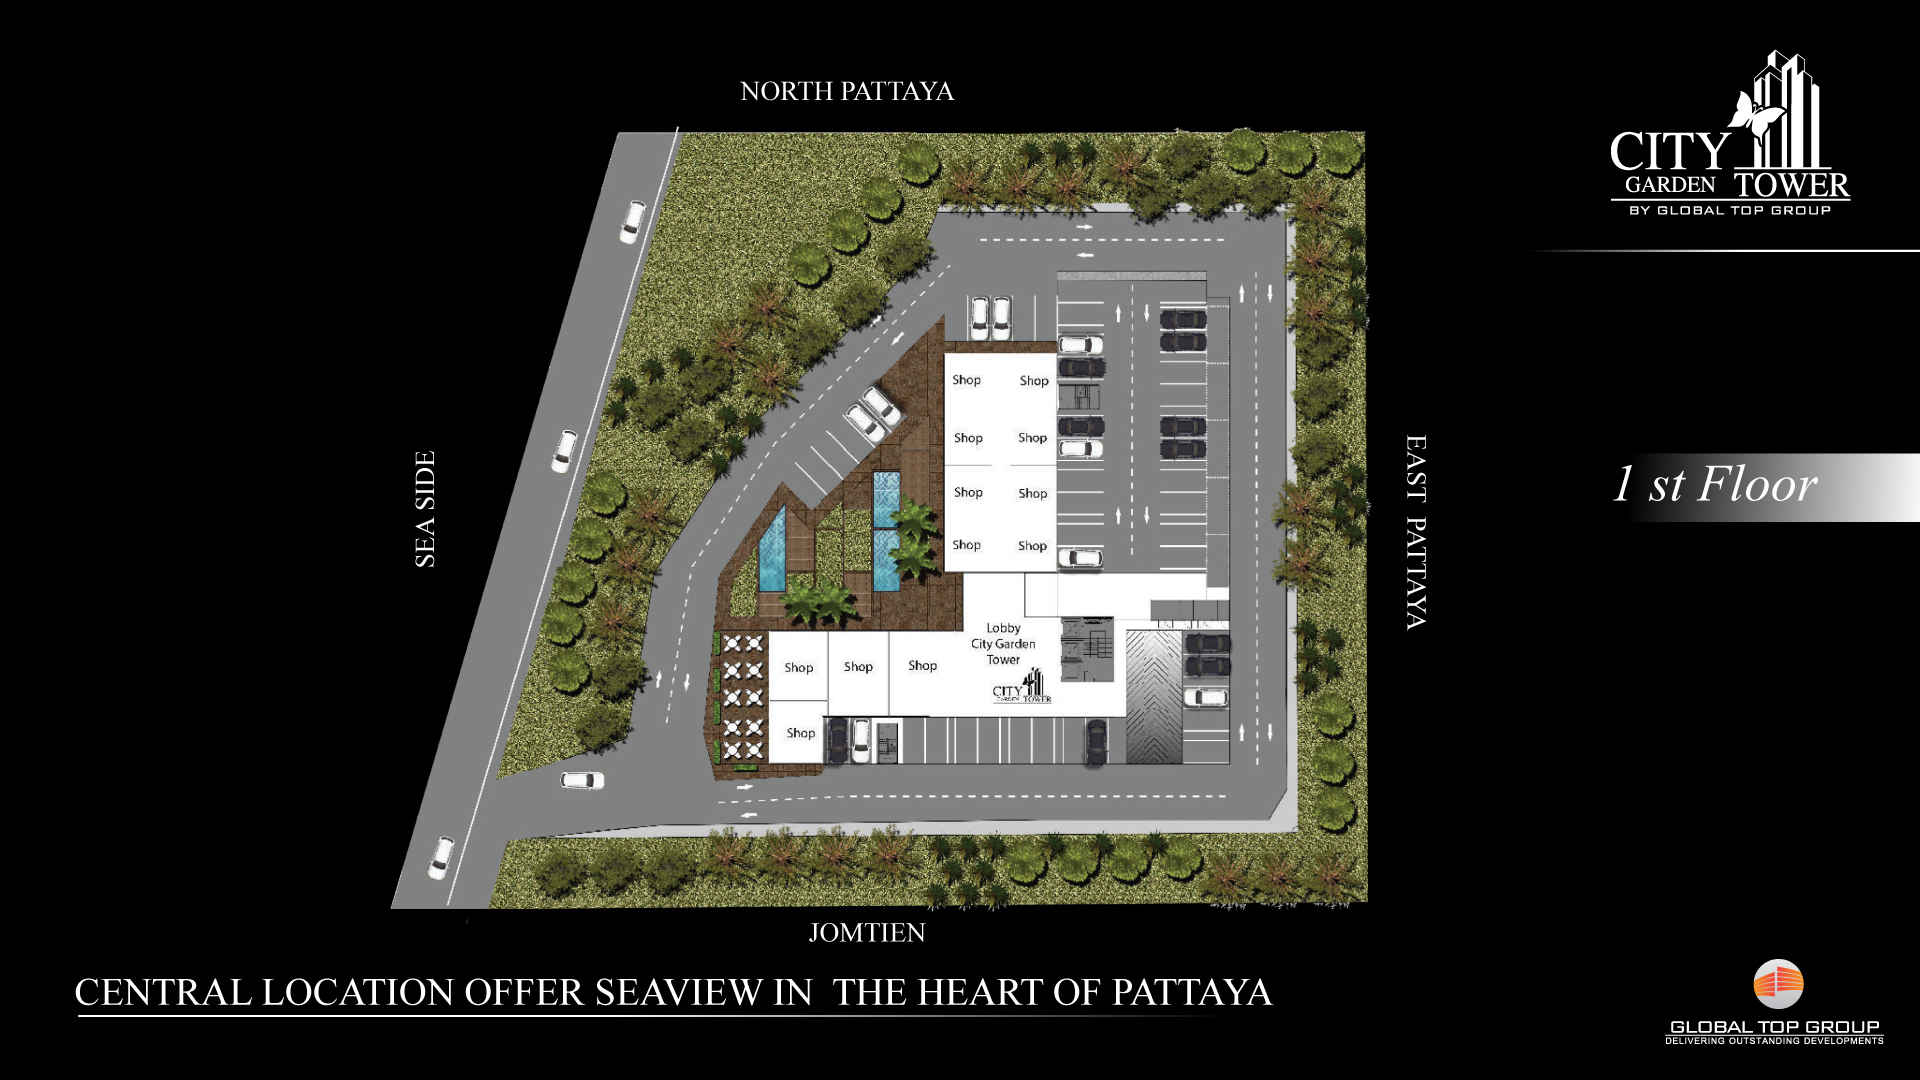 NORTH PATTAYA
CITY
GARDEN TOWER
BY GLOBAL TOP GROUP
SEA SIDE
EAST PATTAYA
1 st Floor
Shop Shop
Shop Shop
Shop Shop
Shop Shop
Lobby
City Garden
Tower
CITY
GARDEN TOWER
Shop Shop Shop
Shop
JOMTIEN
CENTRAL LOCATION OFFER SEAVIEW IN THE HEART OF PATTAYA
GLOBAL TOP GROUP
DELIVERING OUTSTANDING DEVELOPMENTS